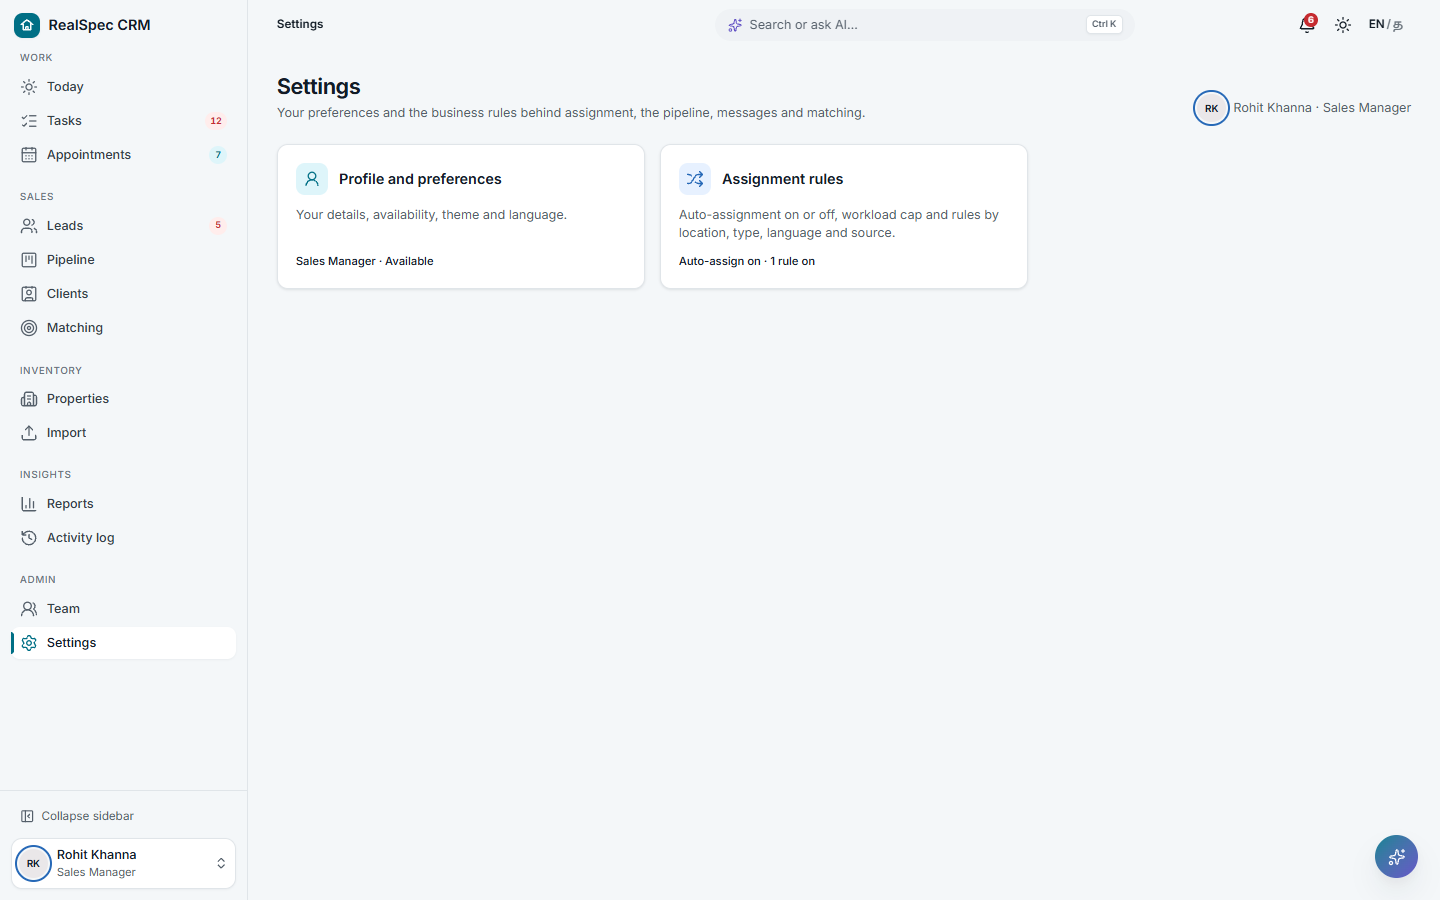 RealSpec CRM
WORK
Today
Tasks 12
Appointments 7
SALES
Leads 5
Pipeline
Clients
Matching
INVENTORY
Properties
Import
INSIGHTS
Reports
Activity log
ADMIN
Team
Settings
Collapse sidebar
RK
Rohit Khanna
Sales Manager
Settings
Search or ask AI...
Ctrl K
6
EN / த
Settings
Your preferences and the business rules behind assignment, the pipeline, messages and matching.
RK Rohit Khanna · Sales Manager
Profile and preferences
Your details, availability, theme and language.
Sales Manager · Available
Assignment rules
Auto-assignment on or off, workload cap and rules by
location, type, language and source.
Auto-assign on · 1 rule on